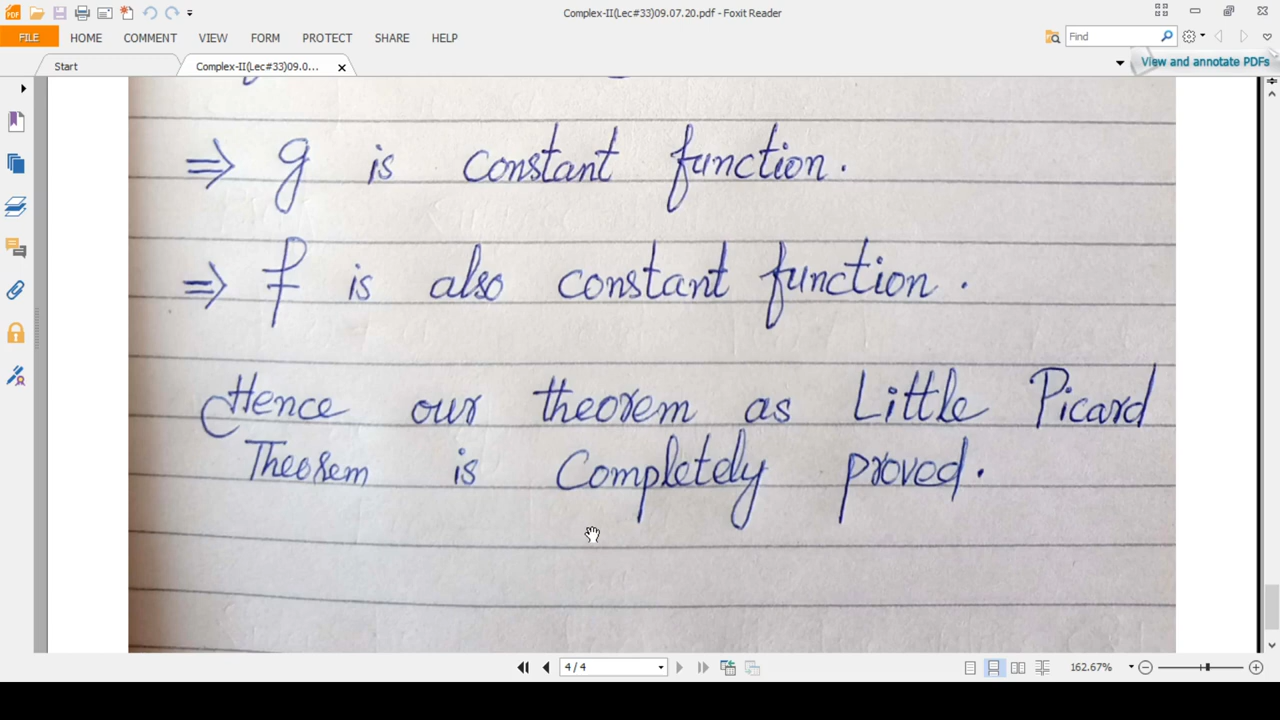 Complex-II(Lec#33)09.07.20.pdf - Foxit Reader
FILE HOME COMMENT VIEW FORM PROTECT SHARE HELP
Find
Start Complex-II(Lec#33)09.0...
View and annotate PDFs
⇒ g is constant function.
⇒ f is also constant function.
Hence our theorem as Little Picard
Theorem is Completely proved.
4 / 4
162.67%